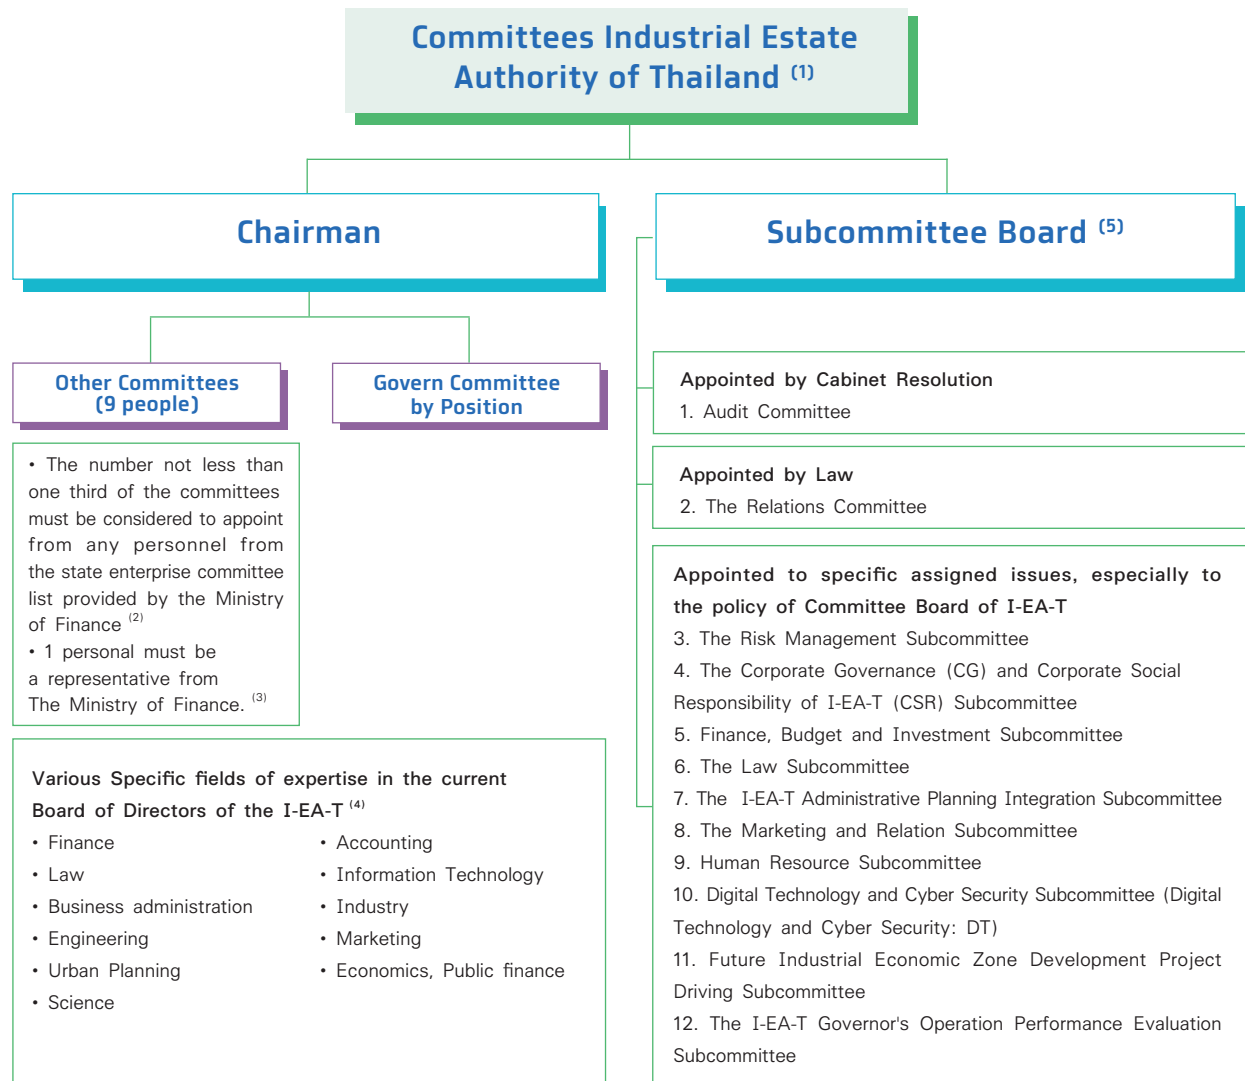 Committees Industrial Estate
Authority of Thailand (1)
Chairman
Other Committees
(9 people)
Govern Committee
by Position
• The number not less than
one third of the committees
must be considered to appoint
from any personnel from
the state enterprise committee
list provided by the Ministry
of Finance (2)
• 1 personal must be
a representative from
The Ministry of Finance. (3)
Various Specific fields of expertise in the current
Board of Directors of the I-EA-T (4)
• Finance
• Law
• Business administration
• Engineering
• Urban Planning
• Science
• Accounting
• Information Technology
• Industry
• Marketing
• Economics, Public finance
Subcommittee Board (5)
Appointed by Cabinet Resolution
1. Audit Committee
Appointed by Law
2. The Relations Committee
Appointed to specific assigned issues, especially to
the policy of Committee Board of I-EA-T
3. The Risk Management Subcommittee
4. The Corporate Governance (CG) and Corporate Social
Responsibility of I-EA-T (CSR) Subcommittee
5. Finance, Budget and Investment Subcommittee
6. The Law Subcommittee
7. The I-EA-T Administrative Planning Integration Subcommittee
8. The Marketing and Relation Subcommittee
9. Human Resource Subcommittee
10. Digital Technology and Cyber Security Subcommittee (Digital
Technology and Cyber Security: DT)
11. Future Industrial Economic Zone Development Project
Driving Subcommittee
12. The I-EA-T Governor's Operation Performance Evaluation
Subcommittee